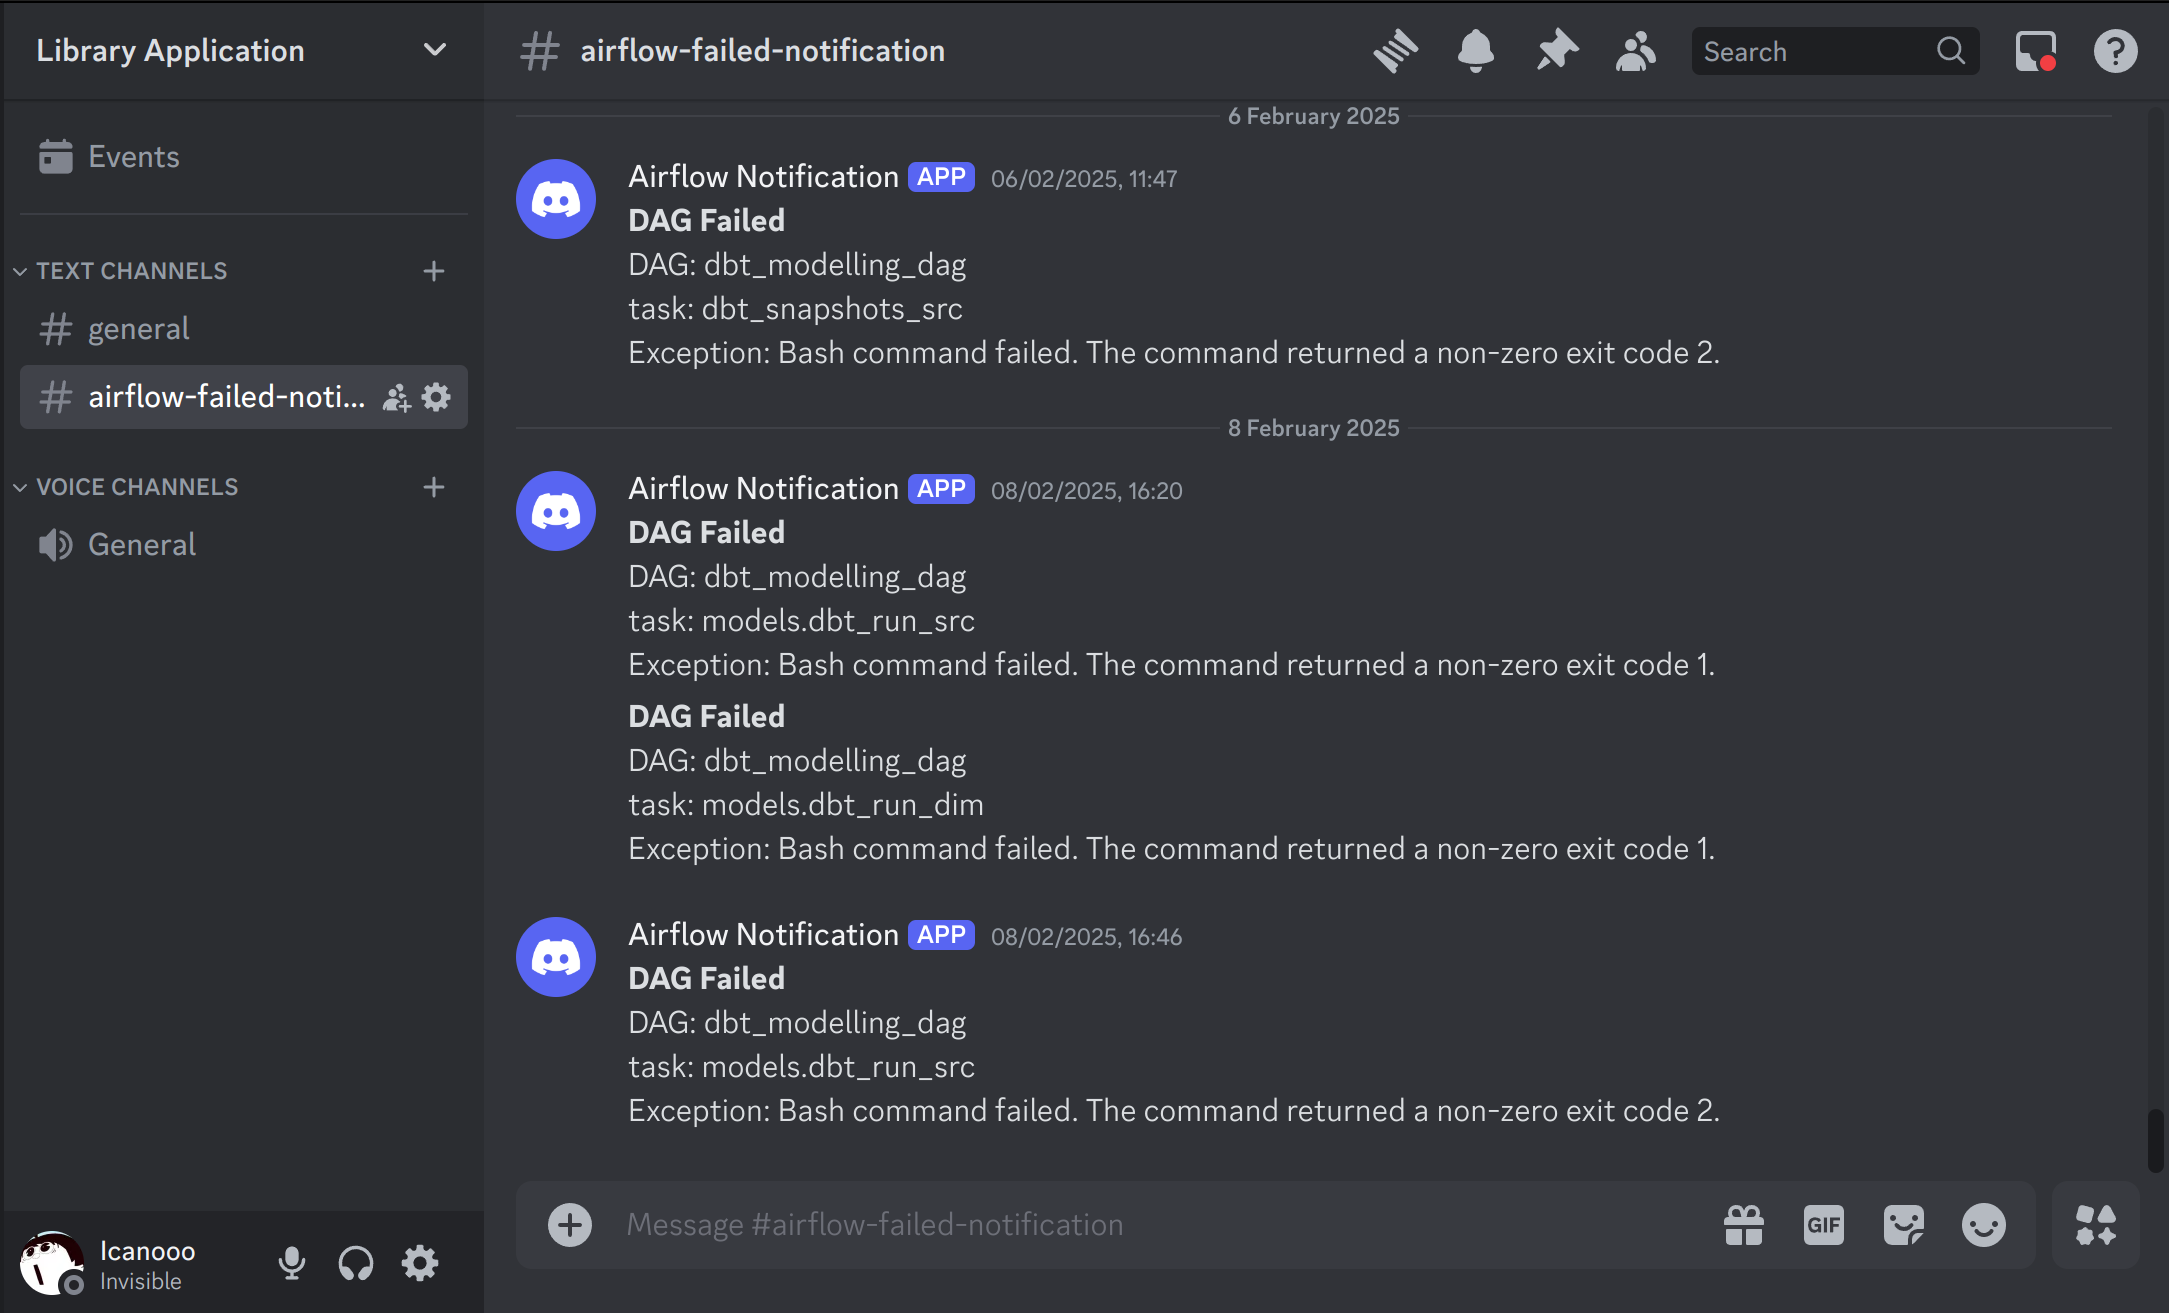 Library Application
Events
TEXT CHANNELS
general
airflow-failed-noti...
VOICE CHANNELS
General
Icanooo
Invisible
airflow-failed-notification
Search
6 February 2025
Airflow Notification APP 06/02/2025, 11:47
DAG Failed
DAG: dbt_modelling_dag
task: dbt_snapshots_src
Exception: Bash command failed. The command returned a non-zero exit code 2.
8 February 2025
Airflow Notification APP 08/02/2025, 16:20
DAG Failed
DAG: dbt_modelling_dag
task: models.dbt_run_src
Exception: Bash command failed. The command returned a non-zero exit code 1.
DAG Failed
DAG: dbt_modelling_dag
task: models.dbt_run_dim
Exception: Bash command failed. The command returned a non-zero exit code 1.
Airflow Notification APP 08/02/2025, 16:46
DAG Failed
DAG: dbt_modelling_dag
task: models.dbt_run_src
Exception: Bash command failed. The command returned a non-zero exit code 2.
Message #airflow-failed-notification
GIF